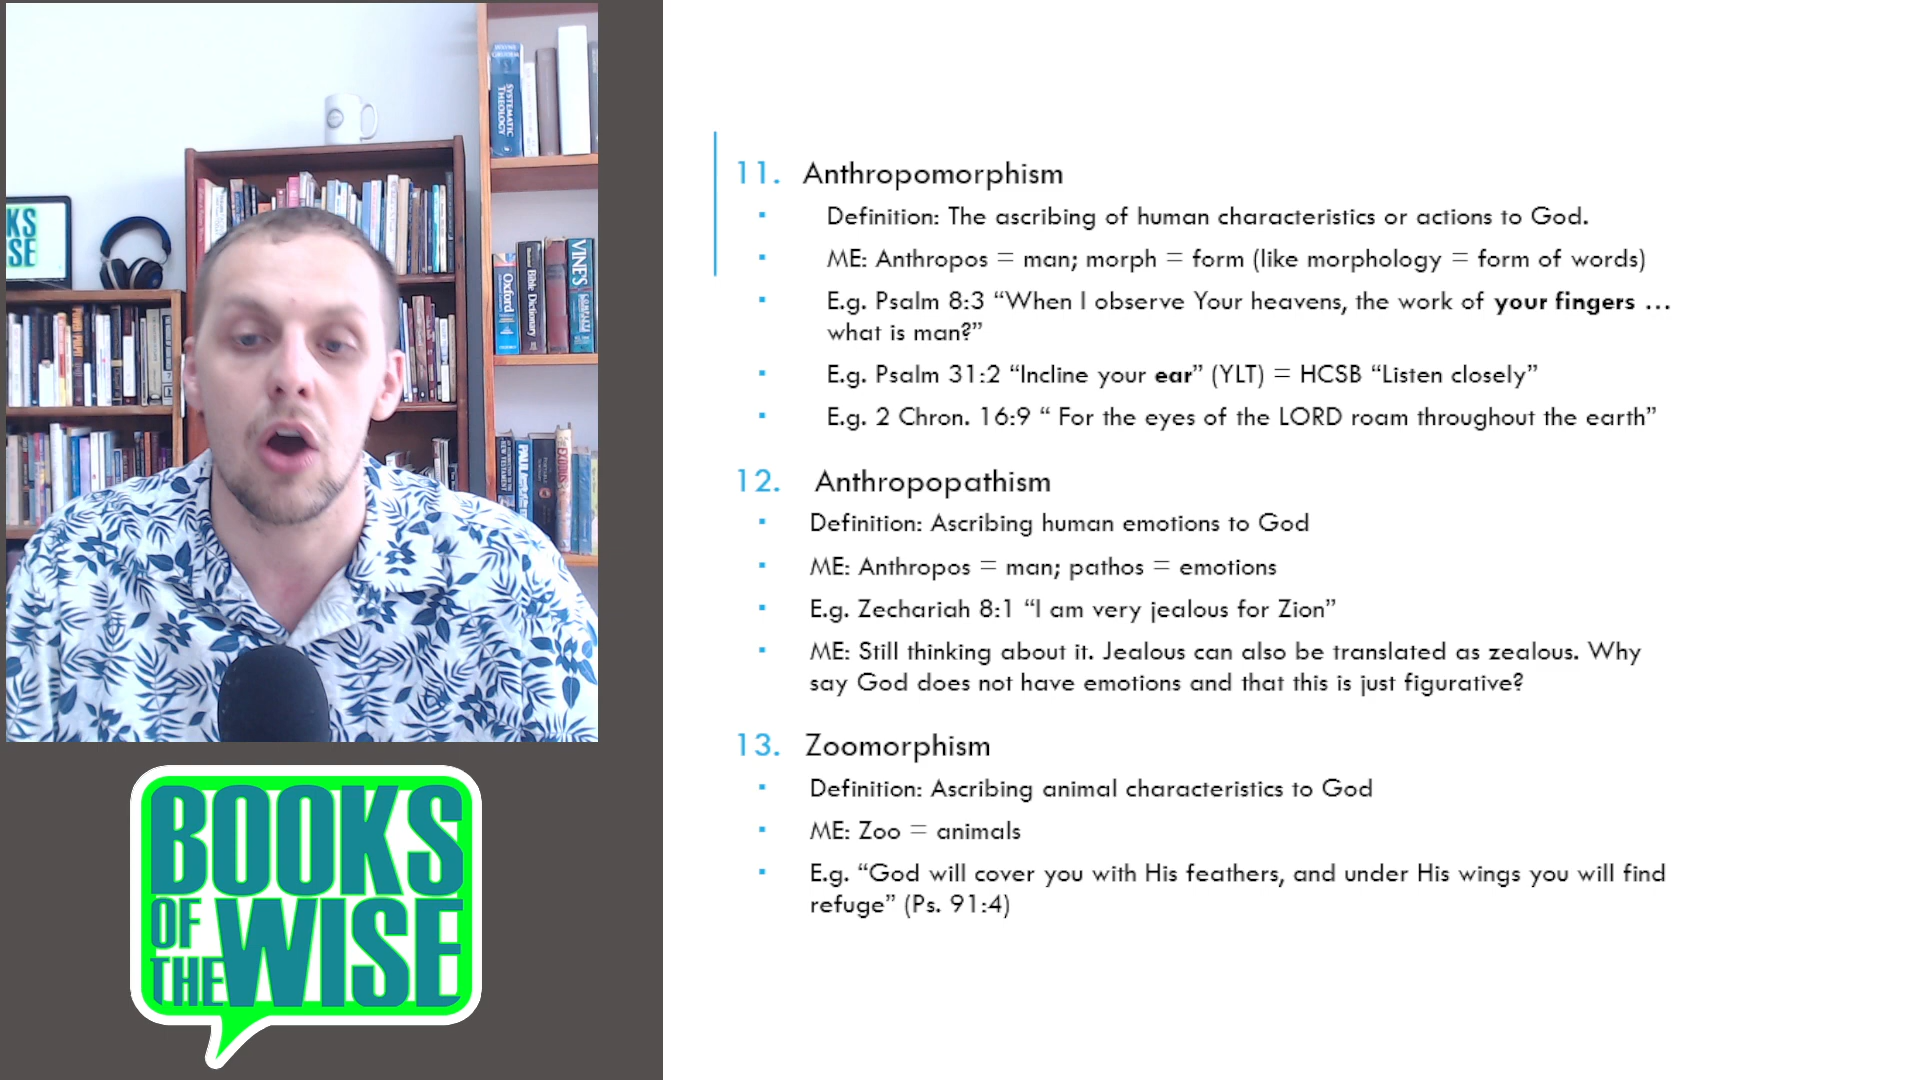 11. Anthropomorphism
Definition: The ascribing of human characteristics or actions to God.
ME: Anthropos = man; morph = form (like morphology = form of words)
E.g. Psalm 8:3 “When I observe Your heavens, the work of your fingers …
what is man?”
E.g. Psalm 31:2 “Incline your ear” (YLT) = HCSB “Listen closely”
E.g. 2 Chron. 16:9 “ For the eyes of the LORD roam throughout the earth”
12. Anthropopathism
Definition: Ascribing human emotions to God
ME: Anthropos = man; pathos = emotions
E.g. Zechariah 8:1 “I am very jealous for Zion”
ME: Still thinking about it. Jealous can also be translated as zealous. Why
say God does not have emotions and that this is just figurative?
13. Zoomorphism
Definition: Ascribing animal characteristics to God
ME: Zoo = animals
E.g. “God will cover you with His feathers, and under His wings you will find
refuge” (Ps. 91:4)
BOOKS
OF
THE WISE
KS
SE
SYSTEMATIC
THEOLOGY
Oxford
Bible Dictionary
VINE'S
PAUL
EXODUS